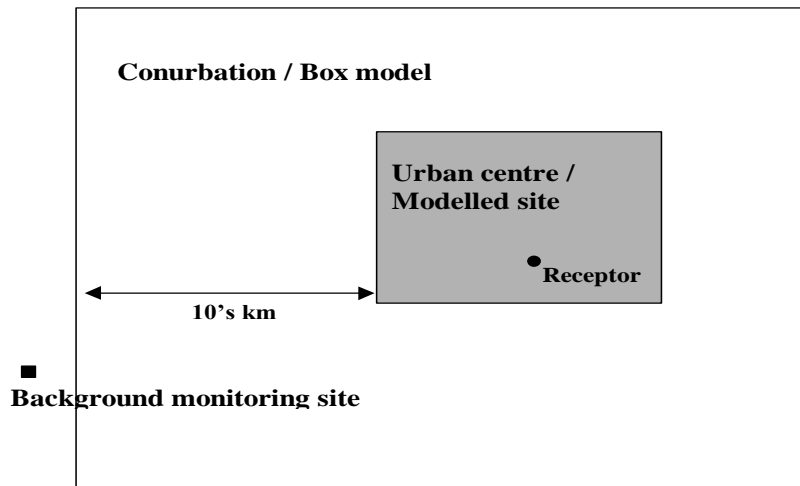 Conurbation / Box model
Urban centre /
Modelled site
Receptor
10's km
Background monitoring site